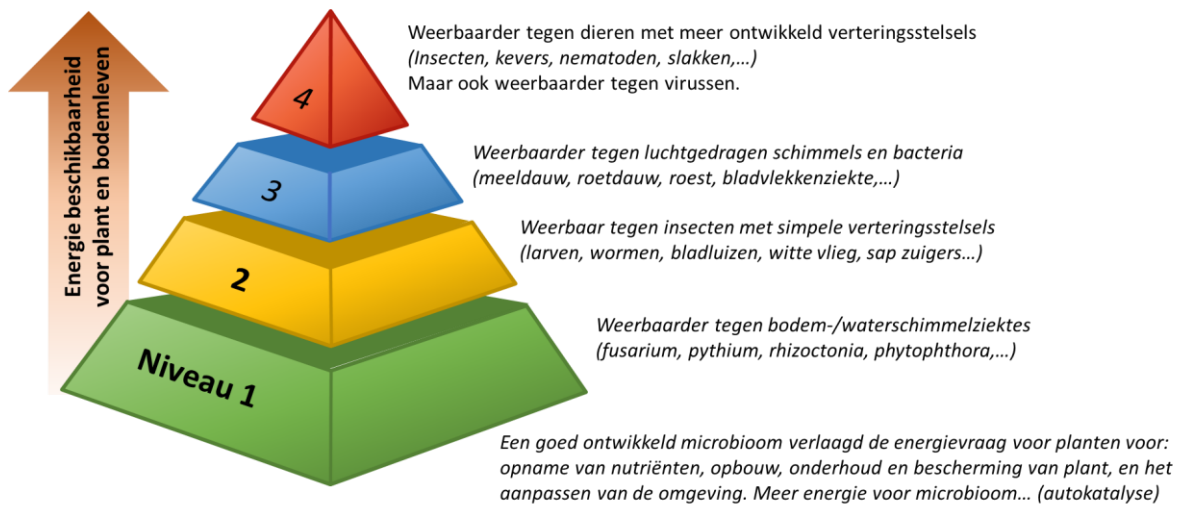 Energie beschikbaarheid
voor plant en bodemleven
4
Weerbaarder tegen dieren met meer ontwikkeld verteringsstelsels
(Insecten, kevers, nematoden, slakken,...)
Maar ook weerbaarder tegen virussen.
3
Weerbaarder tegen luchtgedragen schimmels en bacteria
(meeldauw, roetdauw, roest, bladvlekkenziekte,...)
2
Weerbaar tegen insecten met simpele verteringsstelsels
(larven, wormen, bladluizen, witte vlieg, sap zuigers...)
Niveau 1
Weerbaarder tegen bodem-/waterschimmelziektes
(fusarium, pythium, rhizoctonia, phytophthora,...)
Een goed ontwikkeld microbioom verlaagd de energievraag voor planten voor:
opname van nutriënten, opbouw, onderhoud en bescherming van plant, en het
aanpassen van de omgeving. Meer energie voor microbioom... (autokatalyse)